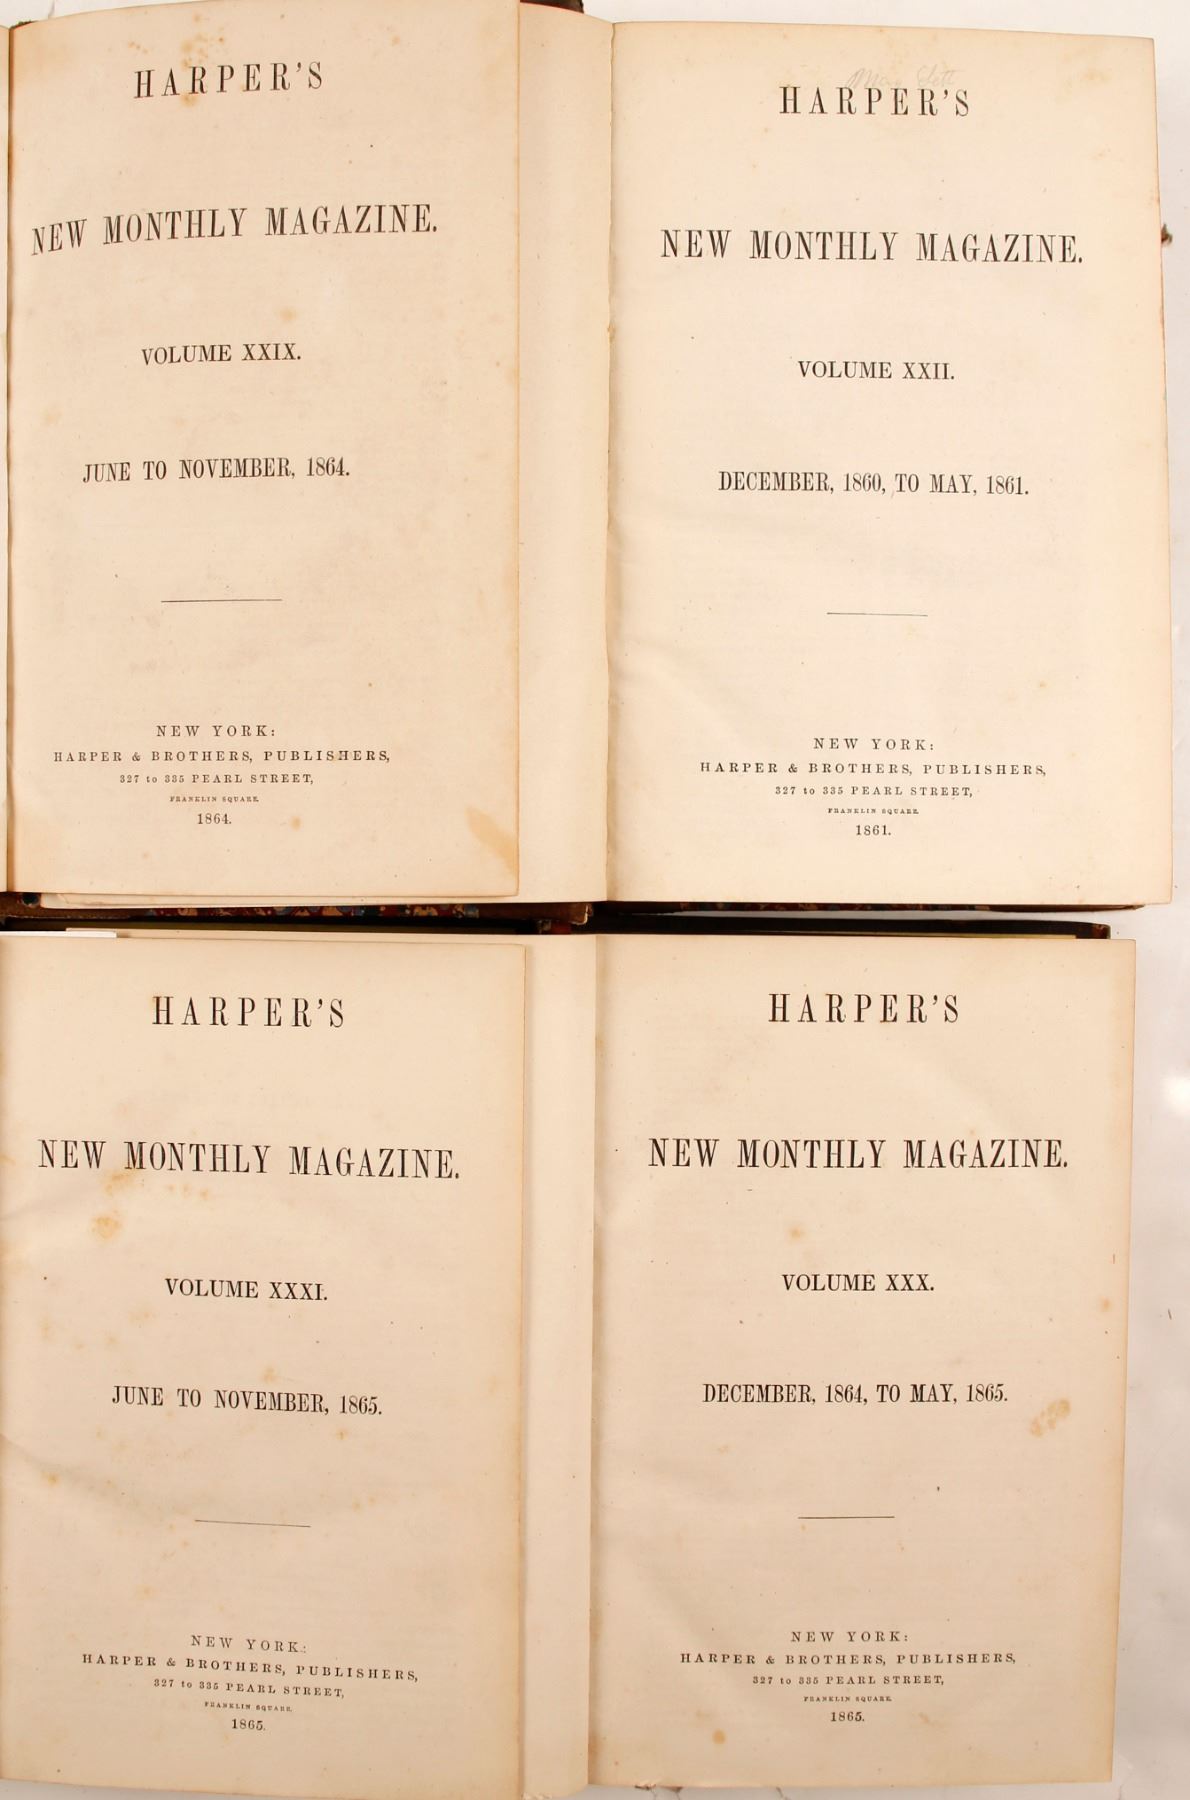 HARPER'S
NEW MONTHLY MAGAZINE.
VOLUME XXIX.
JUNE TO NOVEMBER, 1864.
NEW YORK:
HARPER & BROTHERS, PUBLISHERS,
327 to 335 PEARL STREET,
FRANKLIN SQUARE.
1864.
HARPER'S
NEW MONTHLY MAGAZINE.
VOLUME XXII.
DECEMBER, 1860, TO MAY, 1861.
NEW YORK:
HARPER & BROTHERS, PUBLISHERS,
327 to 335 PEARL STREET,
FRANKLIN SQUARE.
1861.
HARPER'S
NEW MONTHLY MAGAZINE.
VOLUME XXXI.
JUNE TO NOVEMBER, 1865.
NEW YORK:
HARPER & BROTHERS, PUBLISHERS,
327 to 335 PEARL STREET,
FRANKLIN SQUARE.
1865.
HARPER'S
NEW MONTHLY MAGAZINE.
VOLUME XXX.
DECEMBER, 1864, TO MAY, 1865.
NEW YORK:
HARPER & BROTHERS, PUBLISHERS,
327 to 335 PEARL STREET,
FRANKLIN SQUARE.
1865.